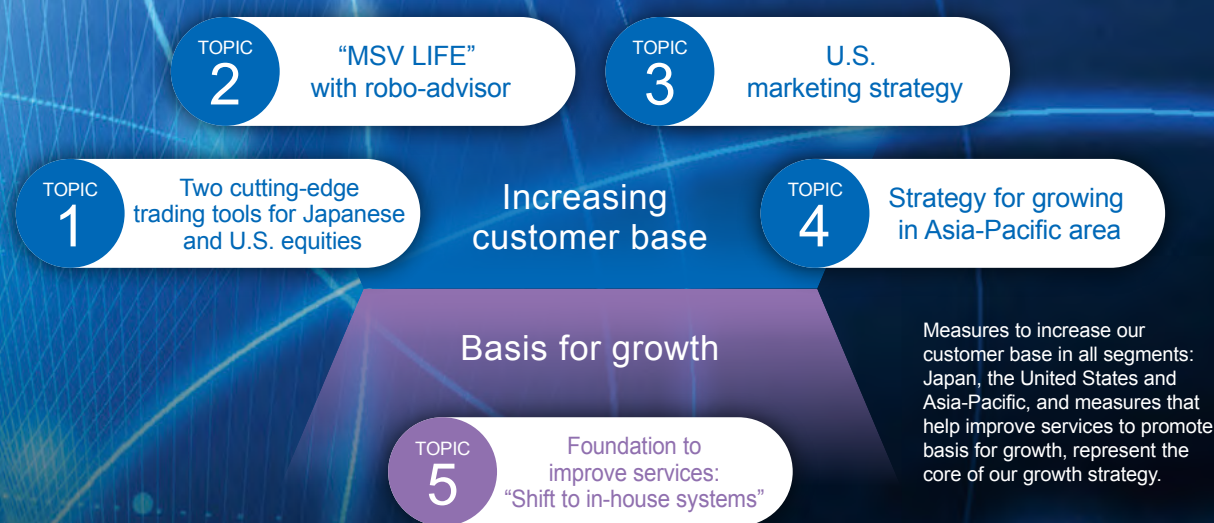 TOPIC
1
Two cutting-edge
trading tools for Japanese
and U.S. equities
TOPIC
2
“MSV LIFE”
with robo-advisor
TOPIC
3
U.S.
marketing strategy
TOPIC
4
Strategy for growing
in Asia-Pacific area
Increasing
customer base
Basis for growth
TOPIC
5
Foundation to
improve services:
“Shift to in-house systems”
Measures to increase our
customer base in all segments:
Japan, the United States and
Asia-Pacific, and measures that
help improve services to promote
basis for growth, represent the
core of our growth strategy.